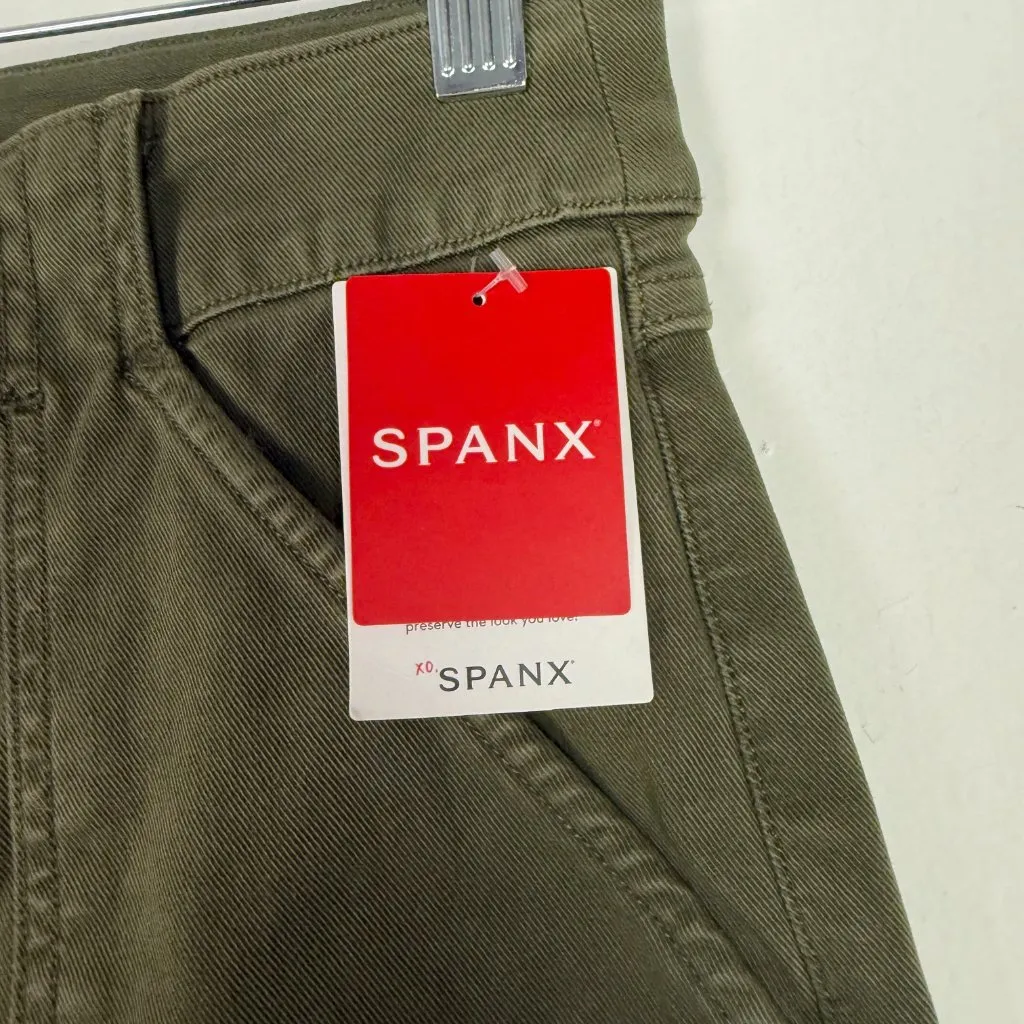 SPANX®
preserve the look you love.
XO, SPANX®